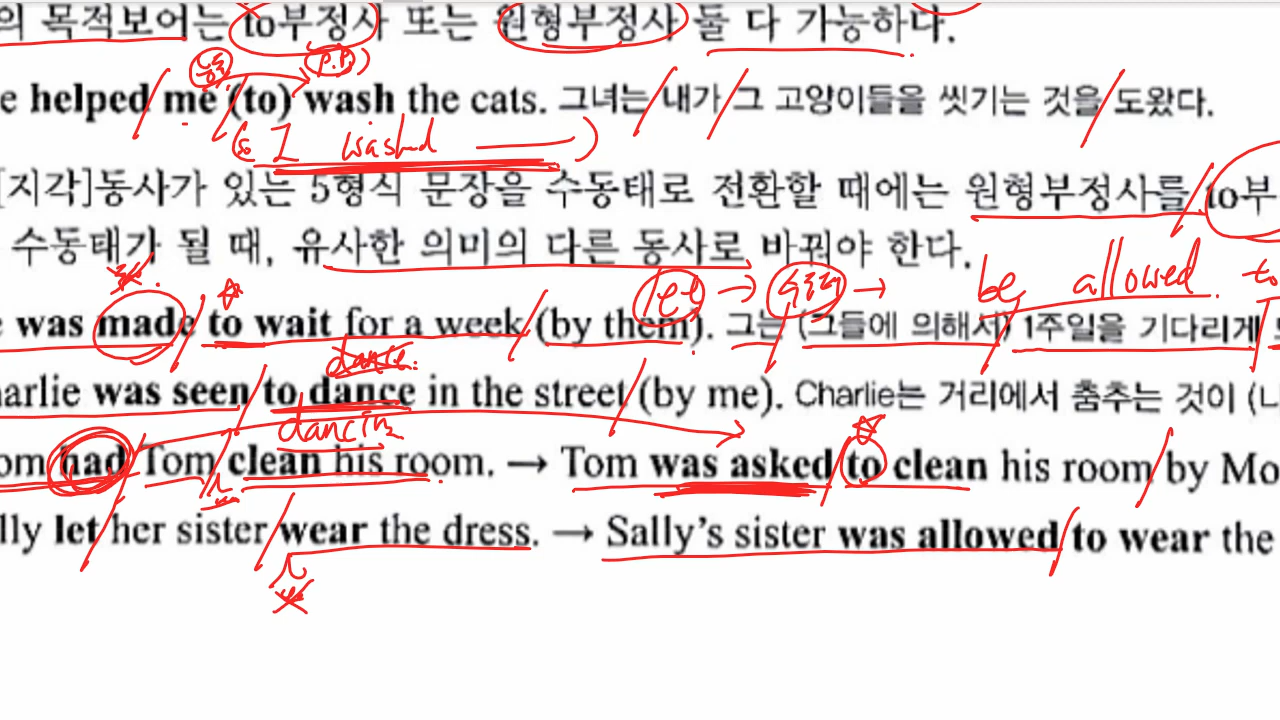 의 목적보어는 to부정사 또는 원형부정사 둘 다 가능하다.
능동 p.p.
e helped me (to) wash the cats. 그녀는 내가 그 고양이들을 씻기는 것을 도왔다.
I washed
[지각]동사가 있는 5형식 문장을 수동태로 전환할 때에는 원형부정사를 to부
수동태가 될 때, 유사한 의미의 다른 동사로 바꿔야 한다.
let → 수동태 → be allowed to
e was made to wait for a week (by them). 그는 (그들에 의해서) 1주일을 기다리게
dance
harlie was seen to dance in the street (by me). Charlie는 거리에서 춤추는 것이 (나
dancing
om had Tom clean his room. → Tom was asked to clean his room by Mo
lly let her sister wear the dress. → Sally's sister was allowed to wear the